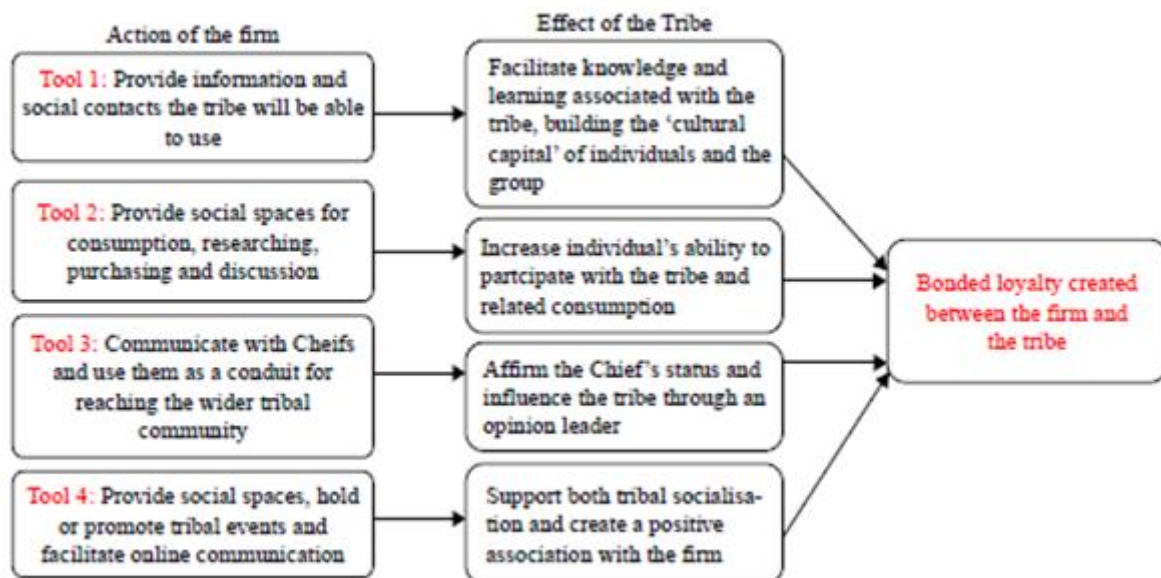 Action of the firm
Effect of the Tribe
Tool 1: Provide information and
social contacts the tribe will be able
to use
Facilitate knowledge and
learning associated with the
tribe, building the ‘cultural
capital’ of individuals and the
group
Tool 2: Provide social spaces for
consumption, researching,
purchasing and discussion
Increase individual’s ability to
partcipate with the tribe and
related consumption
Tool 3: Communicate with Cheifs
and use them as a conduit for
reaching the wider tribal
community
Affirm the Chief’s status and
influence the tribe through an
opinion leader
Tool 4: Provide social spaces, hold
or promote tribal events and
facilitate online communication
Support both tribal socialisa-
tion and create a positive
association with the firm
Bonded loyalty created
between the firm and
the tribe